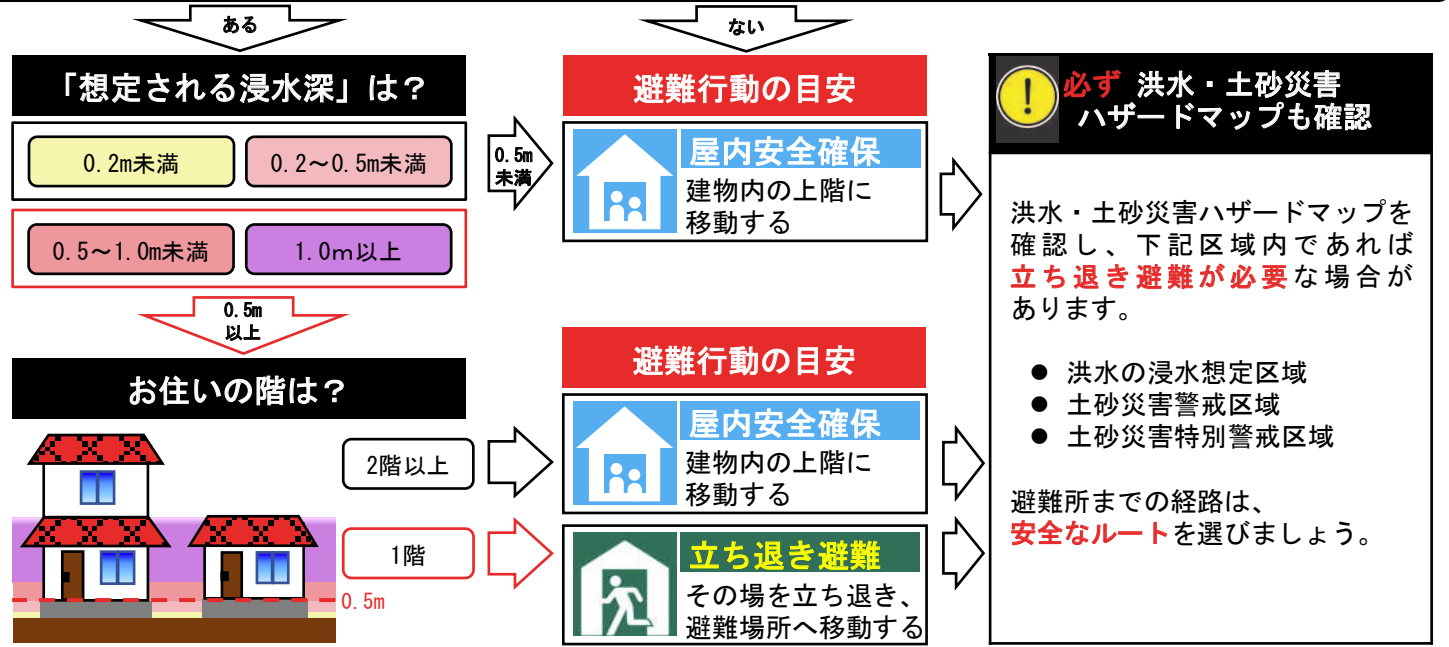 ある
ない
「想定される浸水深」は？
0.2m未満
0.2～0.5m未満
0.5～1.0m未満
1.0ｍ以上
0.5m
未満
避難行動の目安
屋内安全確保
建物内の上階に
移動する
0.5m
以上
お住いの階は？
2階以上
1階
0.5m
避難行動の目安
屋内安全確保
建物内の上階に
移動する
立ち退き避難
その場を立ち退き、
避難場所へ移動する
必ず 洪水・土砂災害
ハザードマップも確認
洪水・土砂災害ハザードマップを
確認し、下記区域内であれば
立ち退き避難が必要な場合が
あります。
● 洪水の浸水想定区域
● 土砂災害警戒区域
● 土砂災害特別警戒区域
避難所までの経路は、
安全なルートを選びましょう。